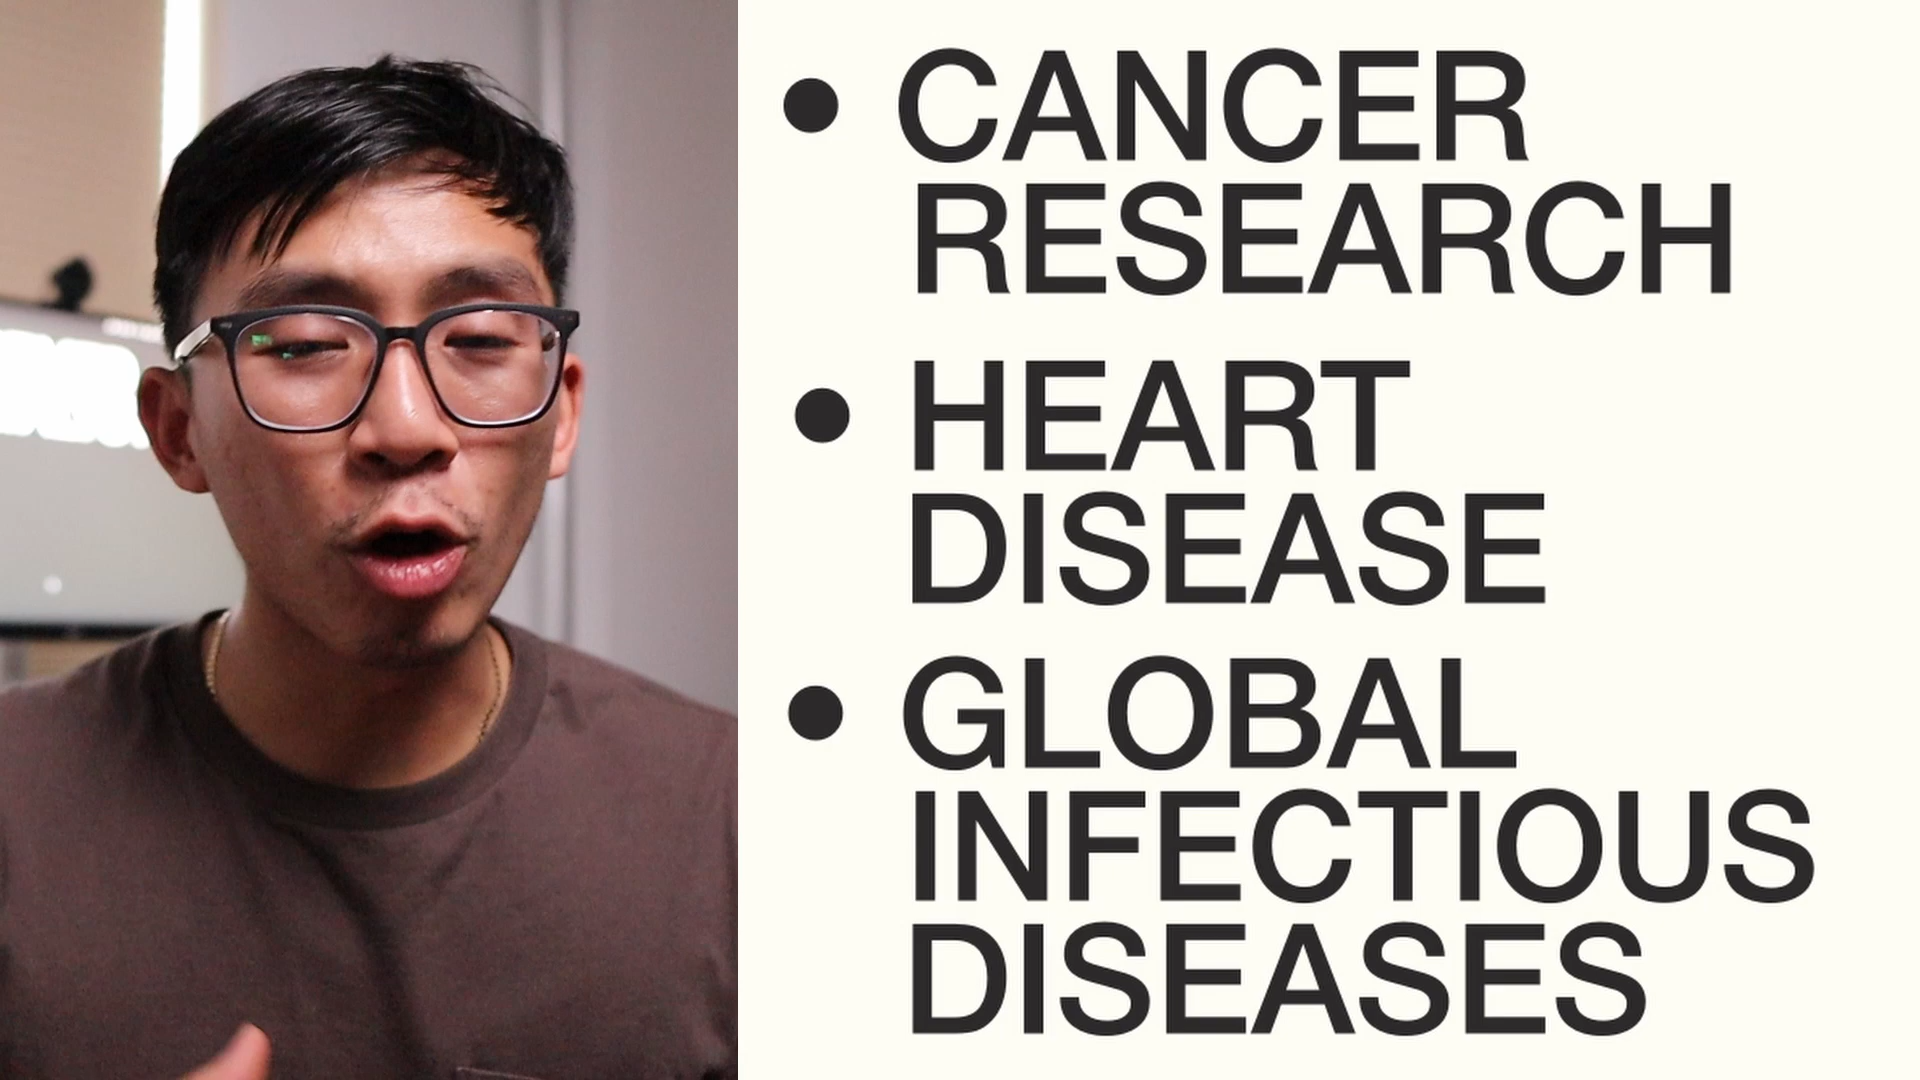 • CANCER
RESEARCH
• HEART
DISEASE
• GLOBAL
INFECTIOUS
DISEASES